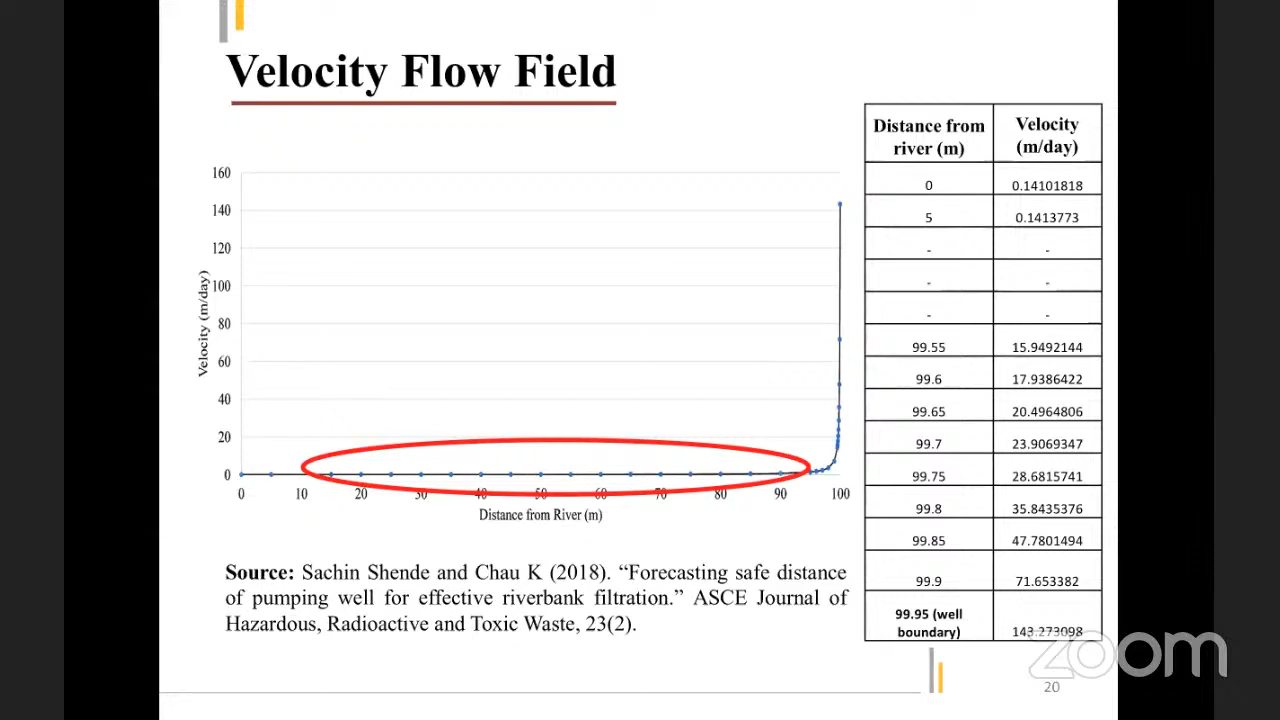 Velocity Flow Field
160
140
120
100
80
60
40
20
0
Velocity (m/day)
0 10 20 30 40 50 60 70 80 90 100
Distance from River (m)
Source: Sachin Shende and Chau K (2018). “Forecasting safe distance
of pumping well for effective riverbank filtration.” ASCE Journal of
Hazardous, Radioactive and Toxic Waste, 23(2).
Distance from river (m) Velocity (m/day)
0 0.14101818
5 0.1413773
- -
- -
- -
99.55 15.9492144
99.6 17.9386422
99.65 20.4964806
99.7 23.9069347
99.75 28.6815741
99.8 35.8435376
99.85 47.7801494
99.9 71.653382
99.95 (well boundary) 143.273098
zoom
20